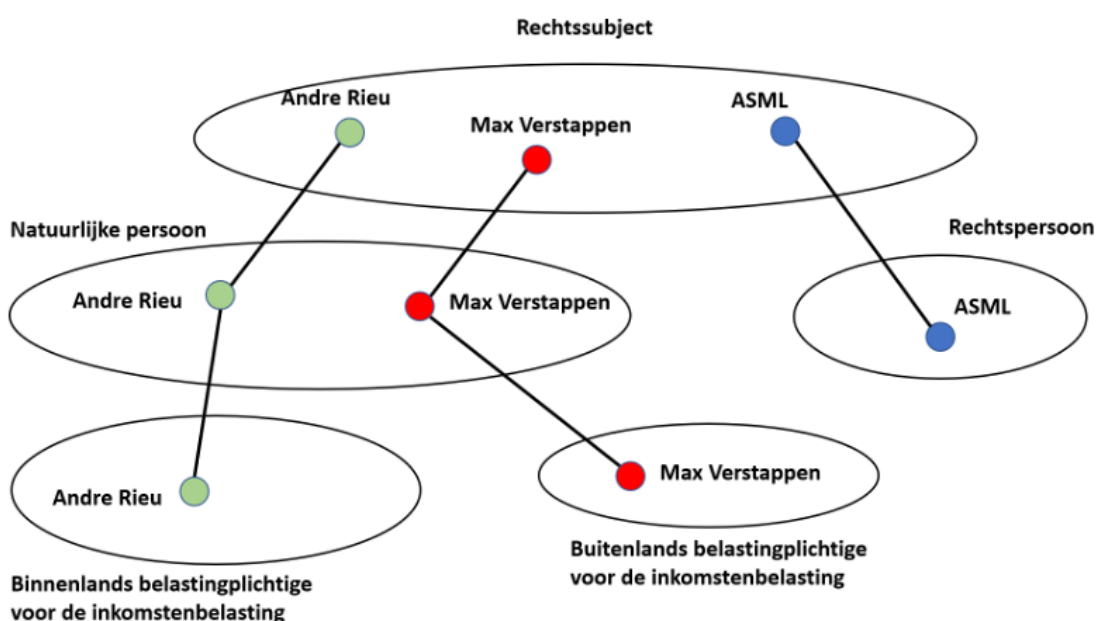 Rechtssubject
Andre Rieu
Max Verstappen
ASML
Natuurlijke persoon
Rechtspersoon
Andre Rieu
Max Verstappen
ASML
Andre Rieu
Max Verstappen
Binnenlands belastingplichtige
voor de inkomstenbelasting
Buitenlands belastingplichtige
voor de inkomstenbelasting